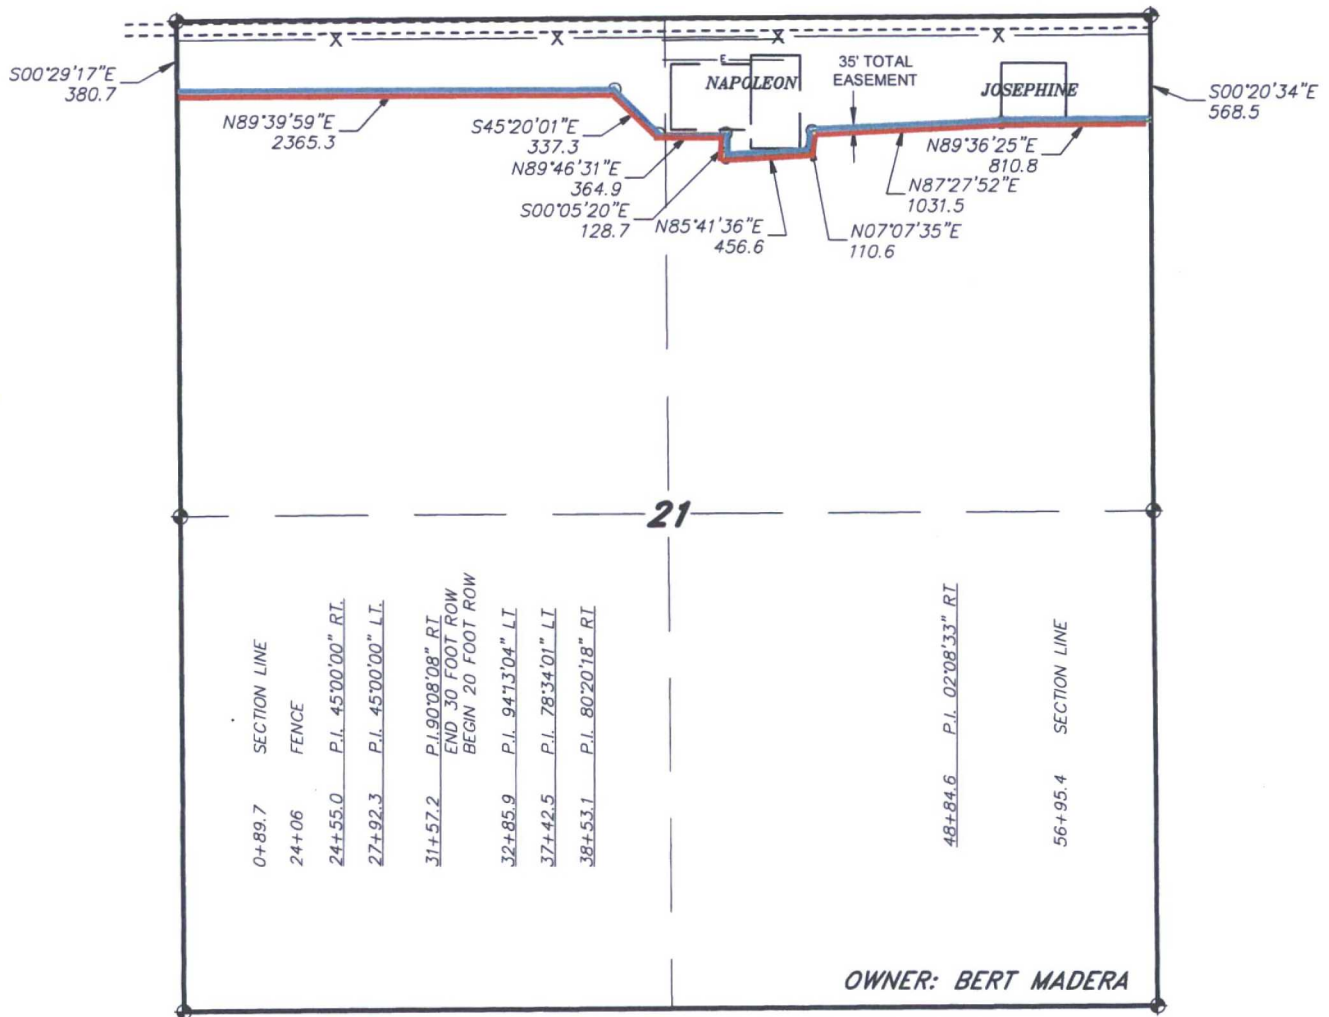 X X X X
E
S00°29'17"E
380.7
NAPOLEON
35' TOTAL
EASEMENT
JOSEPHINE
S00°20'34"E
568.5
N89°39'59"E
2365.3
S45°20'01"E
337.3
N89°46'31"E
364.9
S00°05'20"E
128.7
N85°41'36"E
456.6
N07°07'35"E
110.6
N87°27'52"E
1031.5
N89°36'25"E
810.8
21
0+89.7 SECTION LINE
24+06 FENCE
24+55.0 P.I. 45°00'00" RT.
27+92.3 P.I. 45°00'00" LT.
31+57.2 P.I.90°08'08" RT
END 30 FOOT ROW
BEGIN 20 FOOT ROW
32+85.9 P.I. 94°13'04" LT
37+42.5 P.I. 78°34'01" LT
38+53.1 P.I. 80°20'18" RT
48+84.6 P.I. 02°08'33" RT
56+95.4 SECTION LINE
OWNER: BERT MADERA